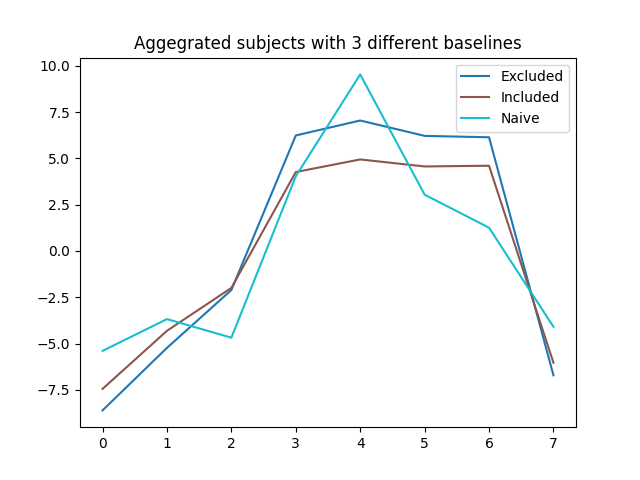 Aggegrated subjects with 3 different baselines
10.0
7.5
5.0
2.5
0.0
−2.5
−5.0
−7.5
Excluded
Included
Naive
0 1 2 3 4 5 6 7